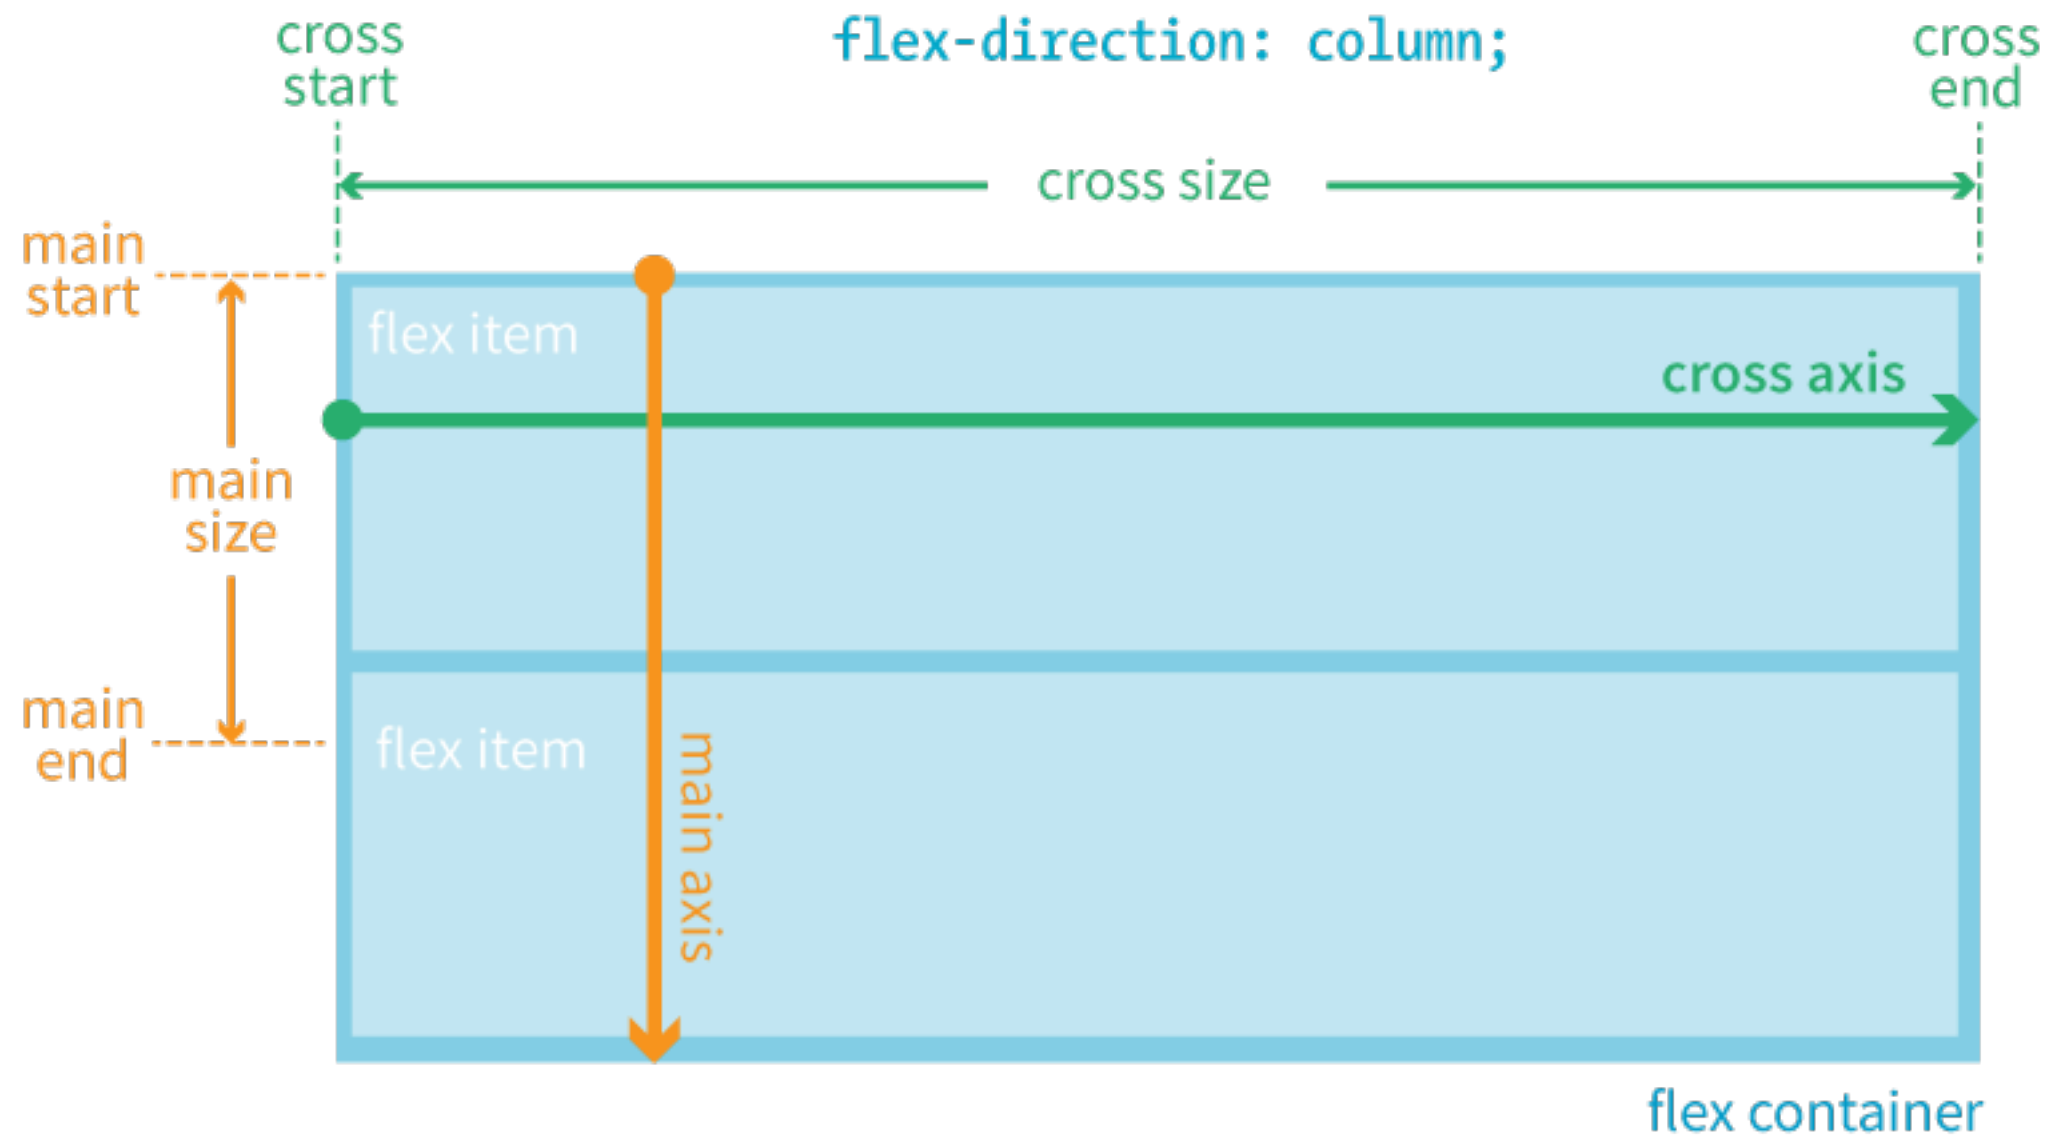 cross
start
flex-direction: column;
cross
end
cross size
main
start
flex item
cross axis
main
size
main
end
flex item
main axis
flex container